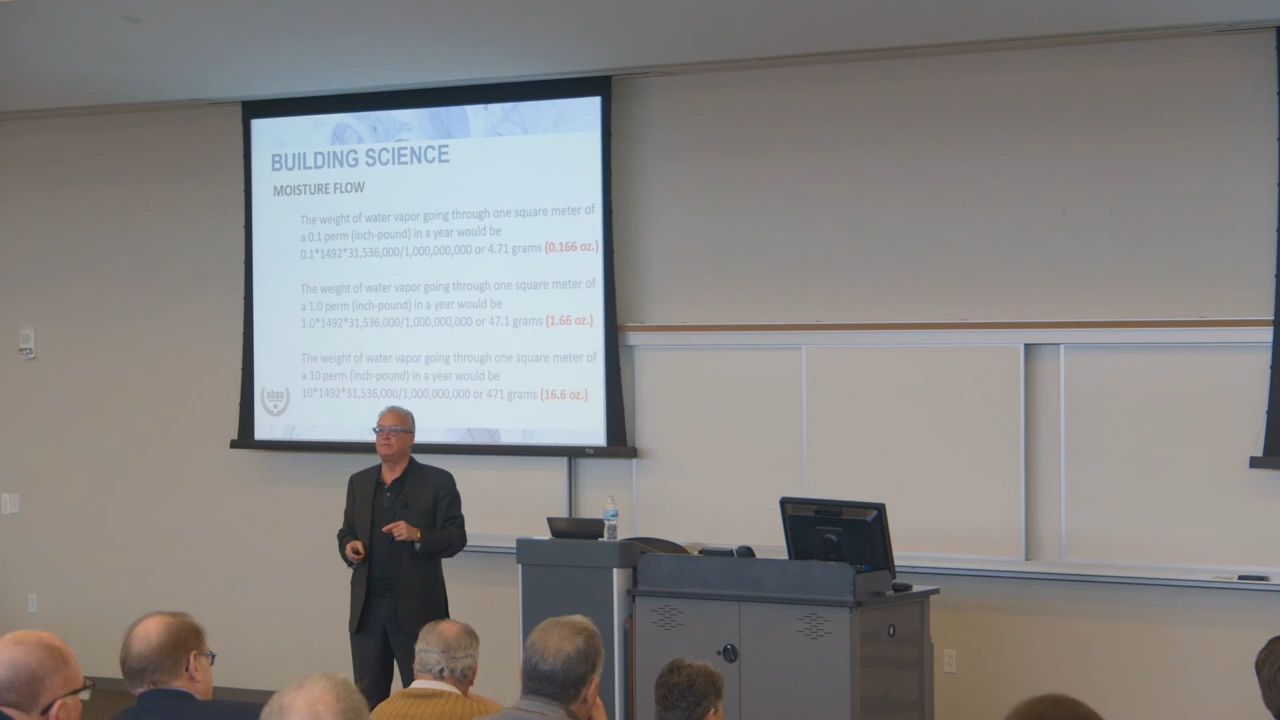 BUILDING SCIENCE
MOISTURE FLOW
The weight of water vapor going through one square meter of
a 0.1 perm (inch-pound) in a year would be
0.1*1492*31,536,000/1,000,000,000 or 4.71 grams (0.166 oz.)
The weight of water vapor going through one square meter of
a 1.0 perm (inch-pound) in a year would be
1.0*1492*31,536,000/1,000,000,000 or 47.1 grams (1.66 oz.)
The weight of water vapor going through one square meter of
a 10 perm (inch-pound) in a year would be
10*1492*31,536,000/1,000,000,000 or 471 grams (16.6 oz.)
abaa